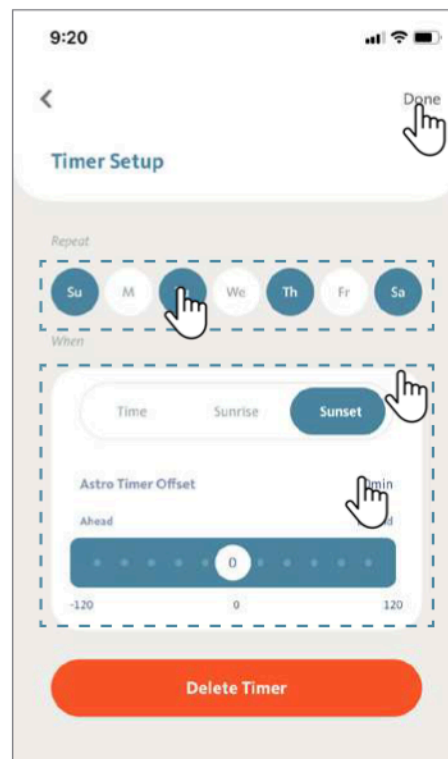 9:20
Done
Timer Setup
Repeat
Su M We Th Fr Sa
When
Time Sunrise Sunset
Astro Timer Offset
Ahead
0
-120 0 120
Delete Timer